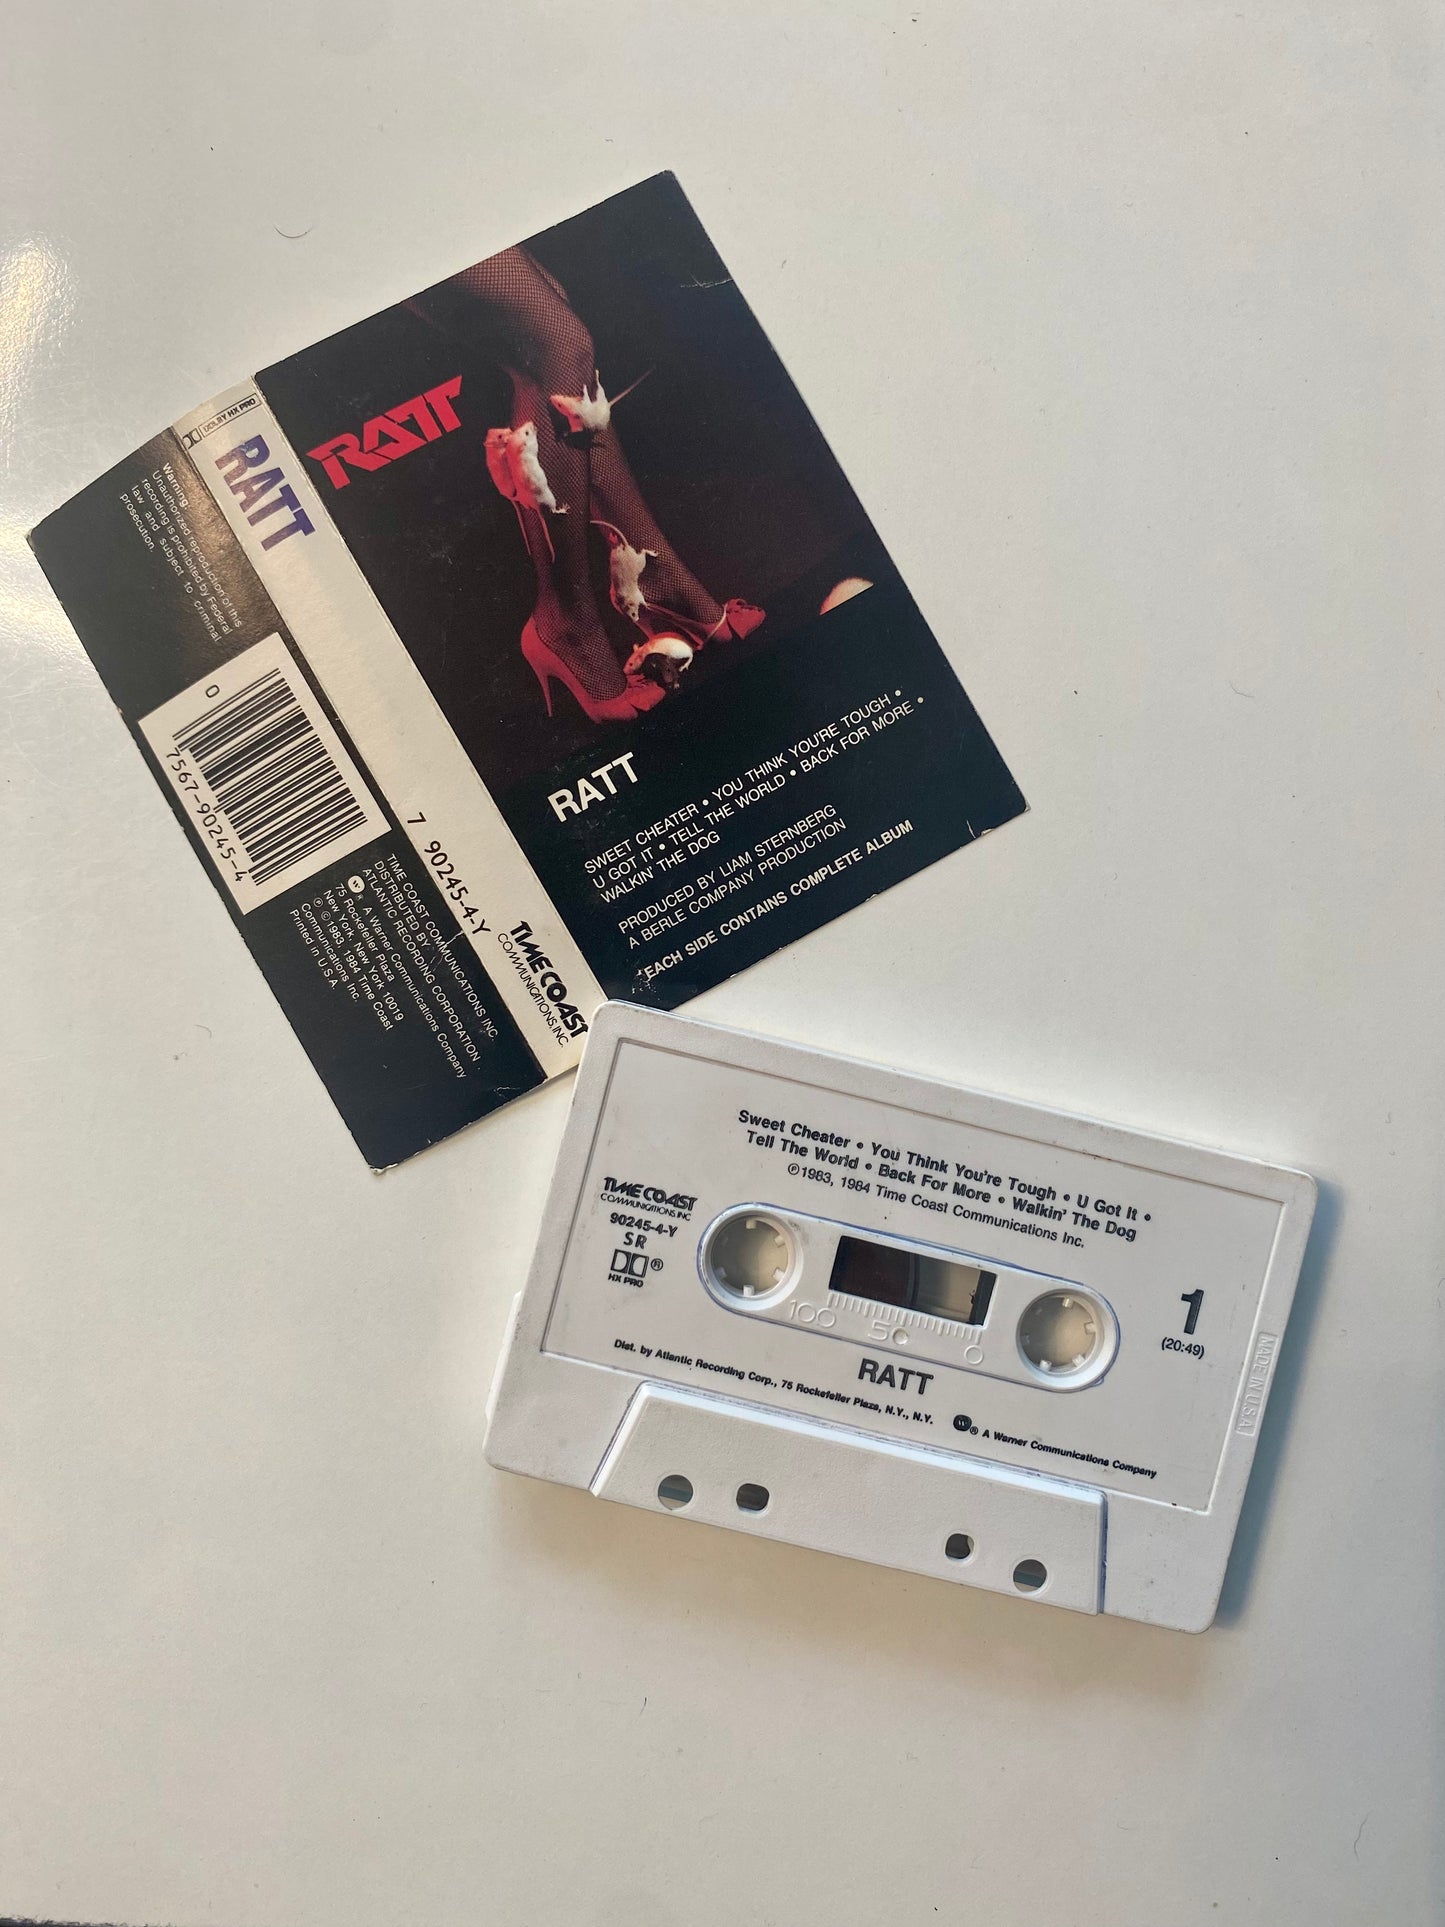 DOLBY HX PRO
RATT
7 90245-4-Y
TIME COAST
COMMUNICATIONS, INC.
Warning:
Unauthorized reproduction of this
recording is prohibited by Federal
law and subject to criminal
prosecution.
0
7567-90245-4
TIME COAST COMMUNICATIONS INC.
DISTRIBUTED BY
ATLANTIC RECORDING CORPORATION
W ® A Warner Communications Company
75 Rockefeller Plaza
New York, New York 10019
℗ © 1983, 1984 Time Coast
Communications Inc.
Printed in U.S.A.
RATT
RATT
SWEET CHEATER • YOU THINK YOU'RE TOUGH •
U GOT IT • TELL THE WORLD • BACK FOR MORE •
WALKIN' THE DOG
PRODUCED BY LIAM STERNBERG
A BERLE COMPANY PRODUCTION
*EACH SIDE CONTAINS COMPLETE ALBUM
Sweet Cheater • You Think You're Tough • U Got It •
Tell The World • Back For More • Walkin' The Dog
℗1983, 1984 Time Coast Communications Inc.
TIME COAST
COMMUNICATIONS, INC
90245-4-Y
SR
®
HX PRO
100 50 0
1
(20:49)
RATT
Dist. by Atlantic Recording Corp., 75 Rockefeller Plaza, N.Y., N.Y. W ® A Warner Communications Company
MADE IN U.S.A.